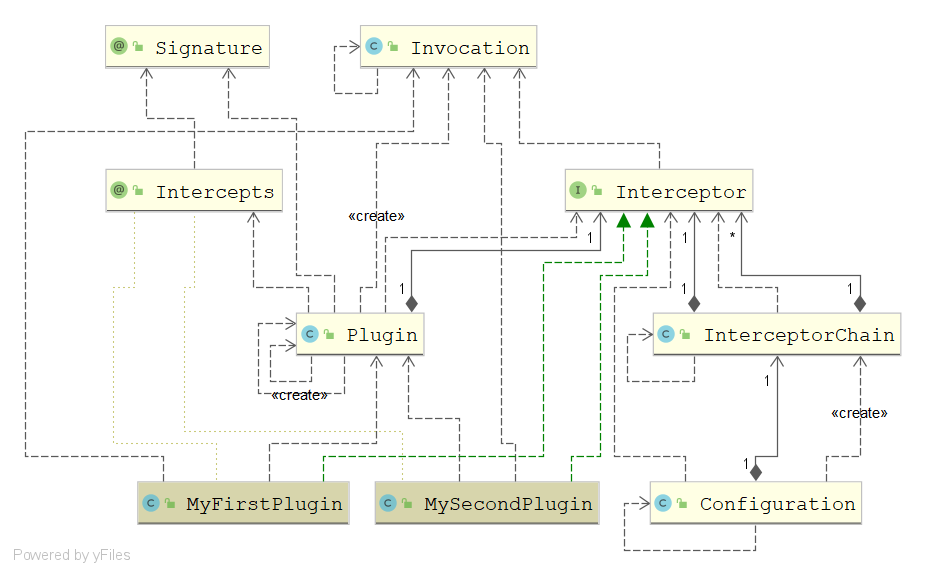 @ Signature
C Invocation
@ Intercepts
I Interceptor
«create»
1
1
*
1
1
1
C Plugin
C InterceptorChain
«create»
1
«create»
1
C MyFirstPlugin
C MySecondPlugin
C Configuration
Powered by yFiles